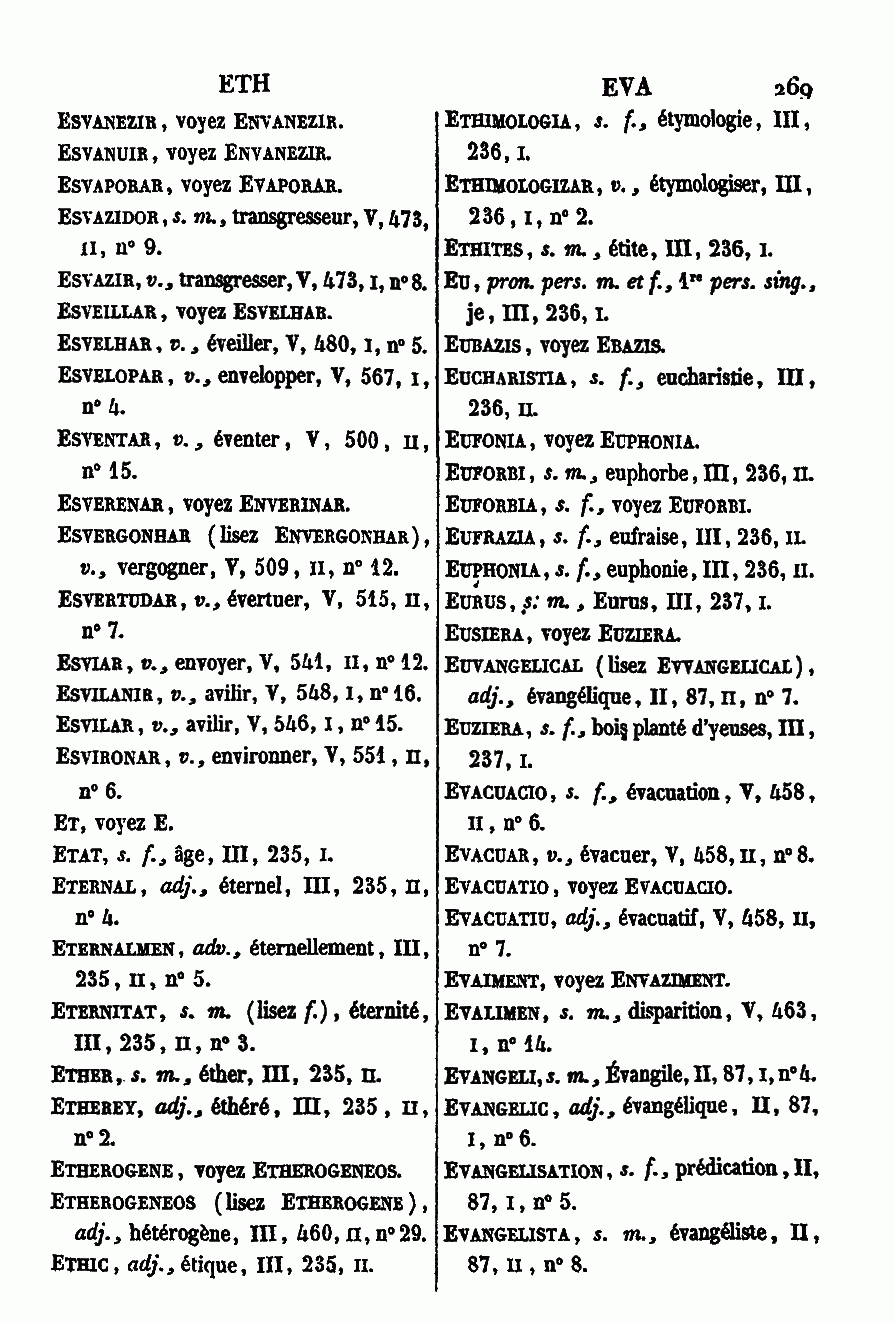 ETH
EVA 269
ESVANEZIR, voyez ENVANEZIR.
ESVANUIR, voyez ENVANEZIR.
ESVAPORAR, voyez EVAPORAR.
ESVAZIDOR, s. m., transgresseur, V, 473,
II, n° 9.
ESVAZIR, v., transgresser, V, 473, I, n° 8.
ESVEILLAR, voyez ESVELHAR.
ESVELHAR, v., éveiller, V, 480, I, n° 5.
ESVELOPAR, v., envelopper, V, 567, I,
n° 4.
ESVENTAR, v., éventer, V, 500, II,
n° 15.
ESVERENAR, voyez ENVERINAR.
ESVERGONHAR (lisez ENVERGONHAR),
v., vergogner, V, 509, II, n° 12.
ESVERTUDAR, v., évertuer, V, 515, II,
n° 7.
ESVIAR, v., envoyer, V, 541, II, n° 12.
ESVILANIR, v., avilir, V, 548, I, n° 16.
ESVILAR, v., avilir, V, 546, I, n° 15.
ESVIRONAR, v., environner, V, 551, II,
n° 6.
ET, voyez E.
ETAT, s. f., âge, III, 235, I.
ETERNAL, adj., éternel, III, 235, II,
n° 4.
ETERNALMEN, adv., éternellement, III,
235, II, n° 5.
ETERNITAT, s. m. (lisez f.), éternité,
III, 235, II, n° 3.
ETHER, s. m., éther, III, 235, II.
ETHEREY, adj., éthéré, III, 235, II,
n° 2.
ETHEROGENE, voyez ETHEROGENEOS.
ETHEROGENEOS (lisez ETHEROGENE),
adj., hétérogène, III, 460, II, n° 29.
ETHIC, adj., étique, III, 235, II.
ETHIMOLOGIA, s. f., étymologie, III,
236, I.
ETHIMOLOGIZAR, v., étymologiser, III,
236, I, n° 2.
ETHITES, s. m., étite, III, 236, I.
EU, pron. pers. m. et f., 1re pers. sing.,
je, III, 236, I.
EUBAZIS, voyez EBAZIS.
EUCHARISTIA, s. f., eucharistie, III,
236, II.
EUFONIA, voyez EUPHONIA.
EUFORBI, s. m., euphorbe, III, 236, II.
EUFORBIA, s. f., voyez EUFORBI.
EUFRAZIA, s. f., eufraise, III, 236, II.
EUPHONIA, s. f., euphonie, III, 236, II.
EURUS, s. m., Eurus, III, 237, I.
EUSIERA, voyez EUZIERA.
EUVANGELICAL (lisez EVVANGELICAL),
adj., évangélique, II, 87, II, n° 7.
EUZIERA, s. f., bois planté d'yeuses, III,
237, I.
EVACUACIO, s. f., évacuation, V, 458,
II, n° 6.
EVACUAR, v., évacuer, V, 458, II, n° 8.
EVACUATIO, voyez EVACUACIO.
EVACUATIU, adj., évacuatif, V, 458, II,
n° 7.
EVAIMENT, voyez ENVAZIMENT.
EVALIMEN, s. m., disparition, V, 463,
I, n° 14.
EVANGELI, s. m., Évangile, II, 87, I, n° 4.
EVANGELIC, adj., évangélique, II, 87,
I, n° 6.
EVANGELISATION, s. f., prédication, II,
87, I, n° 5.
EVANGELISTA, s. m., évangéliste, II,
87, II, n° 8.